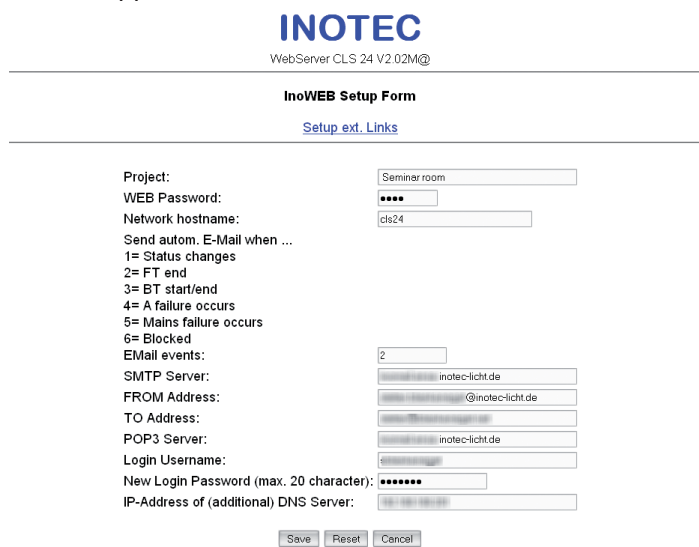 INOTEC
WebServer CLS 24 V2.02M@
InoWEB Setup Form
Setup ext. Links
Project: Seminar room
WEB Password: ●●●●
Network hostname: cls24
Send autom. E-Mail when ...
1= Status changes
2= FT end
3= BT start/end
4= A failure occurs
5= Mains failure occurs
6= Blocked
EMail events: 2
SMTP Server: inotec-licht.de
FROM Address: @inotec-licht.de
TO Address:
POP3 Server: inotec-licht.de
Login Username:
New Login Password (max. 20 character): ●●●●●●●
IP-Address of (additional) DNS Server:
Save Reset Cancel